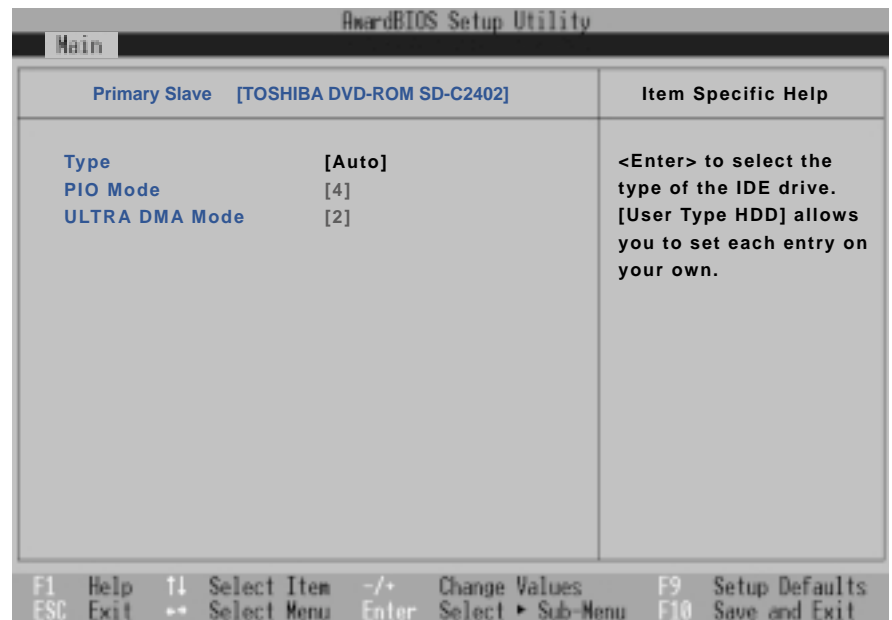 AwardBIOS Setup Utility
Main
Primary Slave [TOSHIBA DVD-ROM SD-C2402]
Item Specific Help
Type [Auto]
PIO Mode [4]
ULTRA DMA Mode [2]
<Enter> to select the
type of the IDE drive.
[User Type HDD] allows
you to set each entry on
your own.
F1 Help ↑↓ Select Item -/+ Change Values F9 Setup Defaults
ESC Exit ←→ Select Menu Enter Select ▸ Sub-Menu F10 Save and Exit